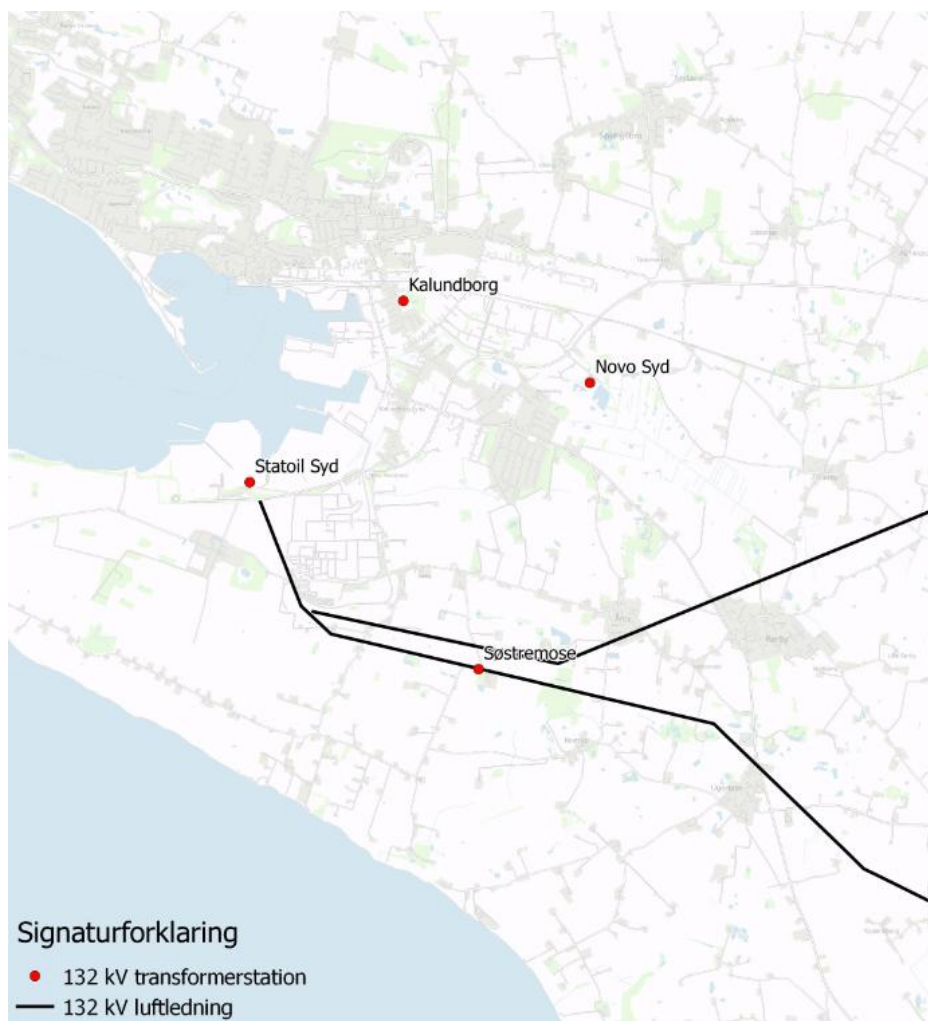 Kalundborg
Novo Syd
Statoil Syd
Søstremose
Signaturforklaring
132 kV transformerstation
132 kV luftledning